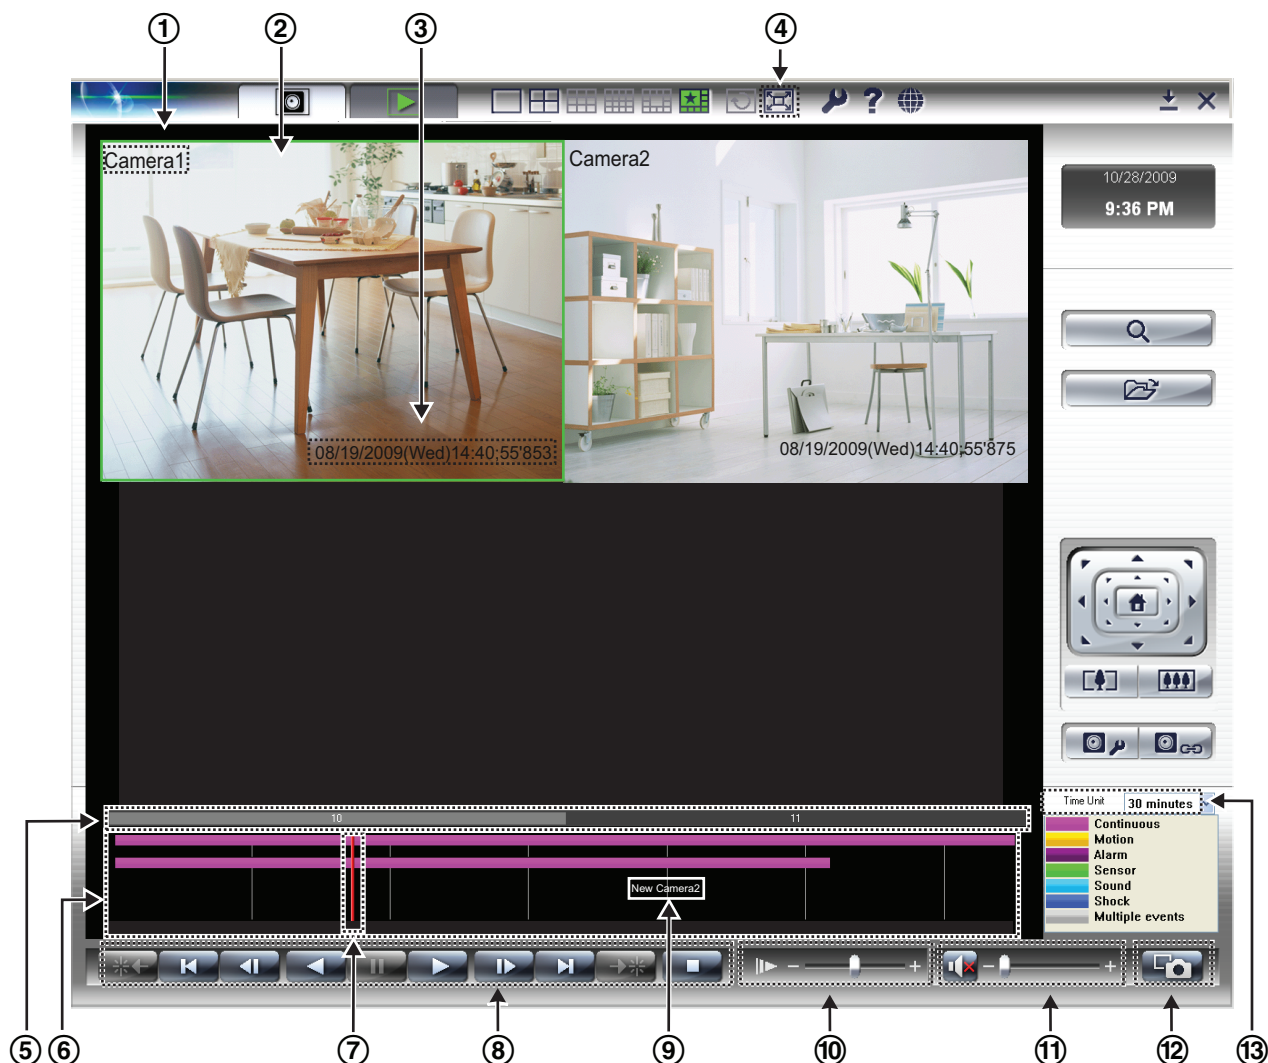 ① ② ③ ④
Camera1
Camera2
10/28/2009
9:36 PM
08/19/2009(Wed)14:40;55'853
08/19/2009(Wed)14:40;55'875
10
11
Time Unit
30 minutes
Continuous
Motion
Alarm
Sensor
Sound
Shock
Multiple events
New Camera2
⑤ ⑥ ⑦ ⑧ ⑨ ⑩ ⑪ ⑫ ⑬